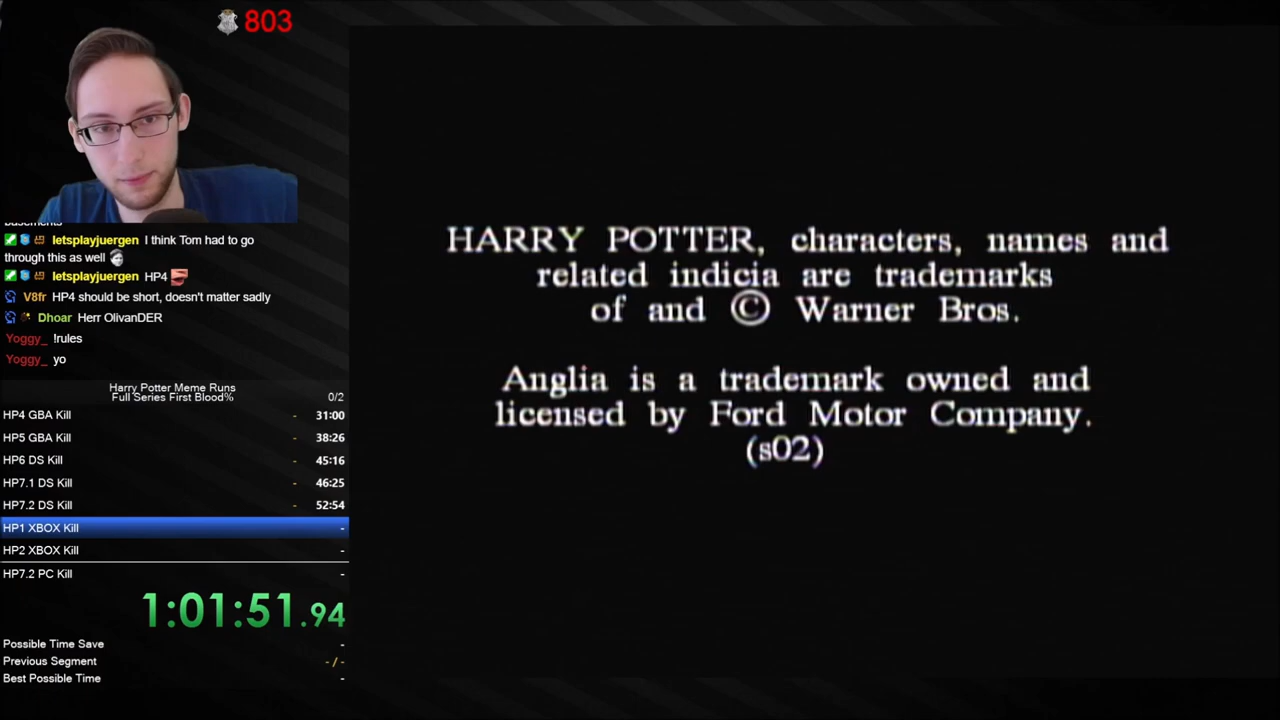 803
basements
letsplayjuergen I think Tom had to go
through this as well
letsplayjuergen HP4
V8fr HP4 should be short, doesn't matter sadly
Dhoar Herr OlivanDER
Yoggy_ !rules
Yoggy_ yo
Harry Potter Meme Runs
Full Series First Blood% 0/2
HP4 GBA Kill - 31:00
HP5 GBA Kill - 38:26
HP6 DS Kill - 45:16
HP7.1 DS Kill - 46:25
HP7.2 DS Kill - 52:54
HP1 XBOX Kill -
HP2 XBOX Kill -
HP7.2 PC Kill -
1:01:51.94
Possible Time Save -
Previous Segment - / -
Best Possible Time -
HARRY POTTER, characters, names and
related indicia are trademarks
of and © Warner Bros.
Anglia is a trademark owned and
licensed by Ford Motor Company.
(s02)